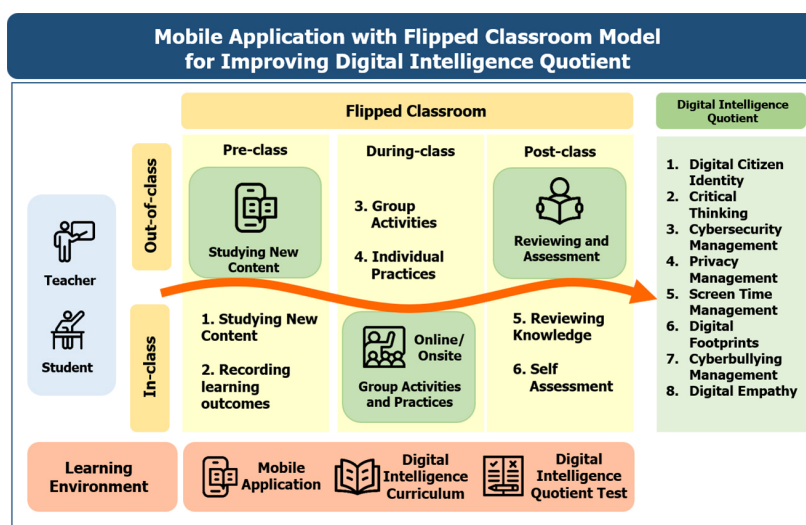 Mobile Application with Flipped Classroom Model
for Improving Digital Intelligence Quotient
Flipped Classroom
Digital Intelligence
Quotient
Out-of-class
In-class
Teacher
Student
Pre-class
Studying New
Content
1. Studying New
Content
2. Recording
learning
outcomes
During-class
3. Group
Activities
4. Individual
Practices
Online/
Onsite
Group Activities
and Practices
Post-class
Reviewing and
Assessment
5. Reviewing
Knowledge
6. Self
Assessment
1. Digital Citizen
Identity
2. Critical
Thinking
3. Cybersecurity
Management
4. Privacy
Management
5. Screen Time
Management
6. Digital
Footprints
7. Cyberbullying
Management
8. Digital Empathy
Learning
Environment
Mobile
Application
Digital
Intelligence
Curriculum
Digital
Intelligence
Quotient Test